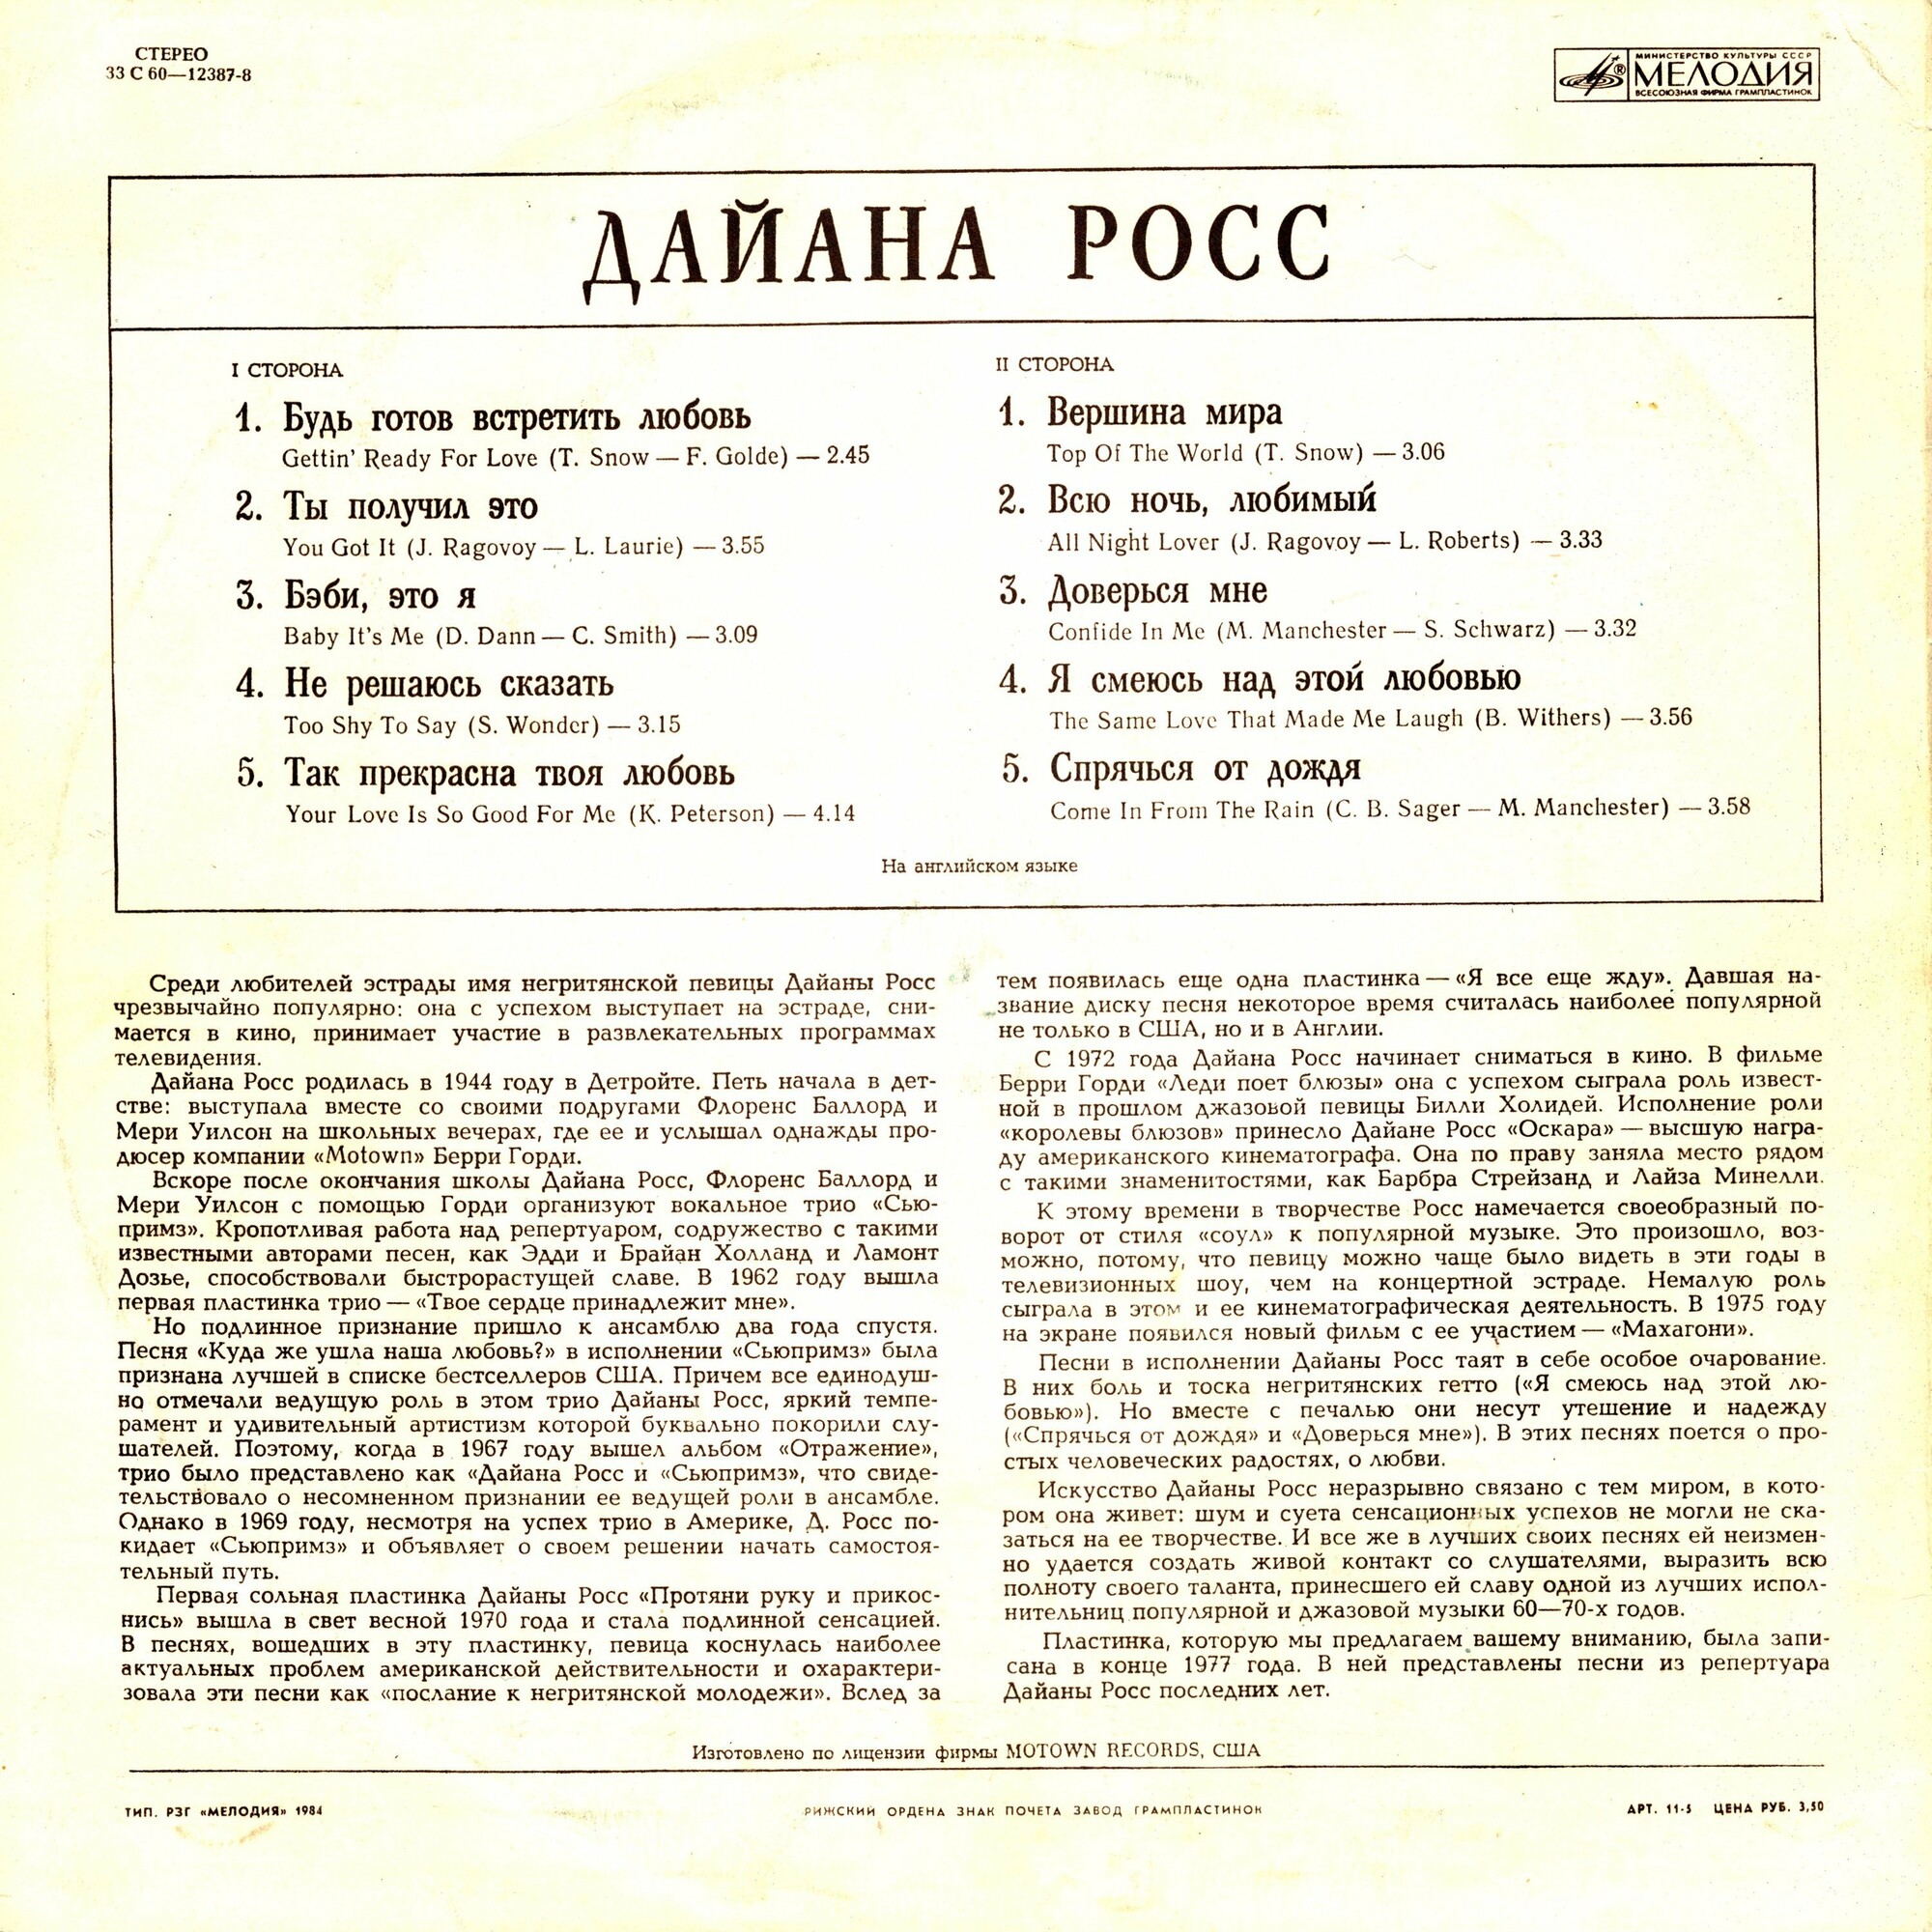 СТЕРЕО
33 С 60—12387-8
МИНИСТЕРСТВО КУЛЬТУРЫ СССР
МЕЛОДИЯ
ВСЕСОЮЗНАЯ ФИРМА ГРАМПЛАСТИНОК
ДАЙАНА РОСС
I СТОРОНА
1. Будь готов встретить любовь
Gettin' Ready For Love (T. Snow — F. Golde) — 2.45
2. Ты получил это
You Got It (J. Ragovoy — L. Laurie) — 3.55
3. Бэби, это я
Baby It's Me (D. Dann — C. Smith) — 3.09
4. Не решаюсь сказать
Too Shy To Say (S. Wonder) — 3.15
5. Так прекрасна твоя любовь
Your Love Is So Good For Me (K. Peterson) — 4.14
II СТОРОНА
1. Вершина мира
Top Of The World (T. Snow) — 3.06
2. Всю ночь, любимый
All Night Lover (J. Ragovoy — L. Roberts) — 3.33
3. Доверься мне
Confide In Me (M. Manchester — S. Schwarz) — 3.32
4. Я смеюсь над этой любовью
The Same Love That Made Me Laugh (B. Withers) — 3.56
5. Спрячься от дождя
Come In From The Rain (C. B. Sager — M. Manchester) — 3.58
На английском языке
Среди любителей эстрады имя негритянской певицы Дайаны Росс
чрезвычайно популярно: она с успехом выступает на эстраде, сни-
мается в кино, принимает участие в развлекательных программах
телевидения.
Дайана Росс родилась в 1944 году в Детройте. Петь начала в дет-
стве: выступала вместе со своими подругами Флоренс Баллорд и
Мери Уилсон на школьных вечерах, где ее и услышал однажды про-
дюсер компании «Motown» Берри Горди.
Вскоре после окончания школы Дайана Росс, Флоренс Баллорд и
Мери Уилсон с помощью Горди организуют вокальное трио «Сью-
примз». Кропотливая работа над репертуаром, содружество с такими
известными авторами песен, как Эдди и Брайан Холланд и Ламонт
Дозье, способствовали быстрорастущей славе. В 1962 году вышла
первая пластинка трио — «Твое сердце принадлежит мне».
Но подлинное признание пришло к ансамблю два года спустя.
Песня «Куда же ушла наша любовь?» в исполнении «Сьюпримз» была
признана лучшей в списке бестселлеров США. Причем все единодуш-
но отмечали ведущую роль в этом трио Дайаны Росс, яркий темпе-
рамент и удивительный артистизм которой буквально покорили слу-
шателей. Поэтому, когда в 1967 году вышел альбом «Отражение»,
трио было представлено как «Дайана Росс и «Сьюпримз», что свиде-
тельствовало о несомненном признании ее ведущей роли в ансамбле.
Однако в 1969 году, несмотря на успех трио в Америке, Д. Росс по-
кидает «Сьюпримз» и объявляет о своем решении начать самостоя-
тельный путь.
Первая сольная пластинка Дайаны Росс «Протяни руку и прикос-
нись» вышла в свет весной 1970 года и стала подлинной сенсацией.
В песнях, вошедших в эту пластинку, певица коснулась наиболее
актуальных проблем американской действительности и охарактери-
зовала эти песни как «послание к негритянской молодежи». Вслед за
тем появилась еще одна пластинка — «Я все еще жду». Давшая на-
звание диску песня некоторое время считалась наиболее популярной
не только в США, но и в Англии.
С 1972 года Дайана Росс начинает сниматься в кино. В фильме
Берри Горди «Леди поет блюзы» она с успехом сыграла роль извест-
ной в прошлом джазовой певицы Билли Холидей. Исполнение роли
«королевы блюзов» принесло Дайане Росс «Оскара» — высшую награ-
ду американского кинематографа. Она по праву заняла место рядом
с такими знаменитостями, как Барбра Стрейзанд и Лайза Минелли.
К этому времени в творчестве Росс намечается своеобразный по-
ворот от стиля «соул» к популярной музыке. Это произошло, воз-
можно, потому, что певицу можно чаще было видеть в эти годы в
телевизионных шоу, чем на концертной эстраде. Немалую роль
сыграла в этом и ее кинематографическая деятельность. В 1975 году
на экране появился новый фильм с ее участием — «Махагони».
Песни в исполнении Дайаны Росс таят в себе особое очарование.
В них боль и тоска негритянских гетто («Я смеюсь над этой лю-
бовью»). Но вместе с печалью они несут утешение и надежду
(«Спрячься от дождя» и «Доверься мне»). В этих песнях поется о про-
стых человеческих радостях, о любви.
Искусство Дайаны Росс неразрывно связано с тем миром, в кото-
ром она живет: шум и суета сенсационных успехов не могли не ска-
заться на ее творчестве. И все же в лучших своих песнях ей неизмен-
но удается создать живой контакт со слушателями, выразить всю
полноту своего таланта, принесшего ей славу одной из лучших испол-
нительниц популярной и джазовой музыки 60—70-х годов.
Пластинка, которую мы предлагаем вашему вниманию, была запи-
сана в конце 1977 года. В ней представлены песни из репертуара
Дайаны Росс последних лет.
Изготовлено по лицензии фирмы MOTOWN RECORDS, США
ТИП. РЗГ «МЕЛОДИЯ» 1984
РИЖСКИЙ ОРДЕНА ЗНАК ПОЧЕТА ЗАВОД ГРАМПЛАСТИНОК
АРТ. 11-5 ЦЕНА РУБ. 3,50